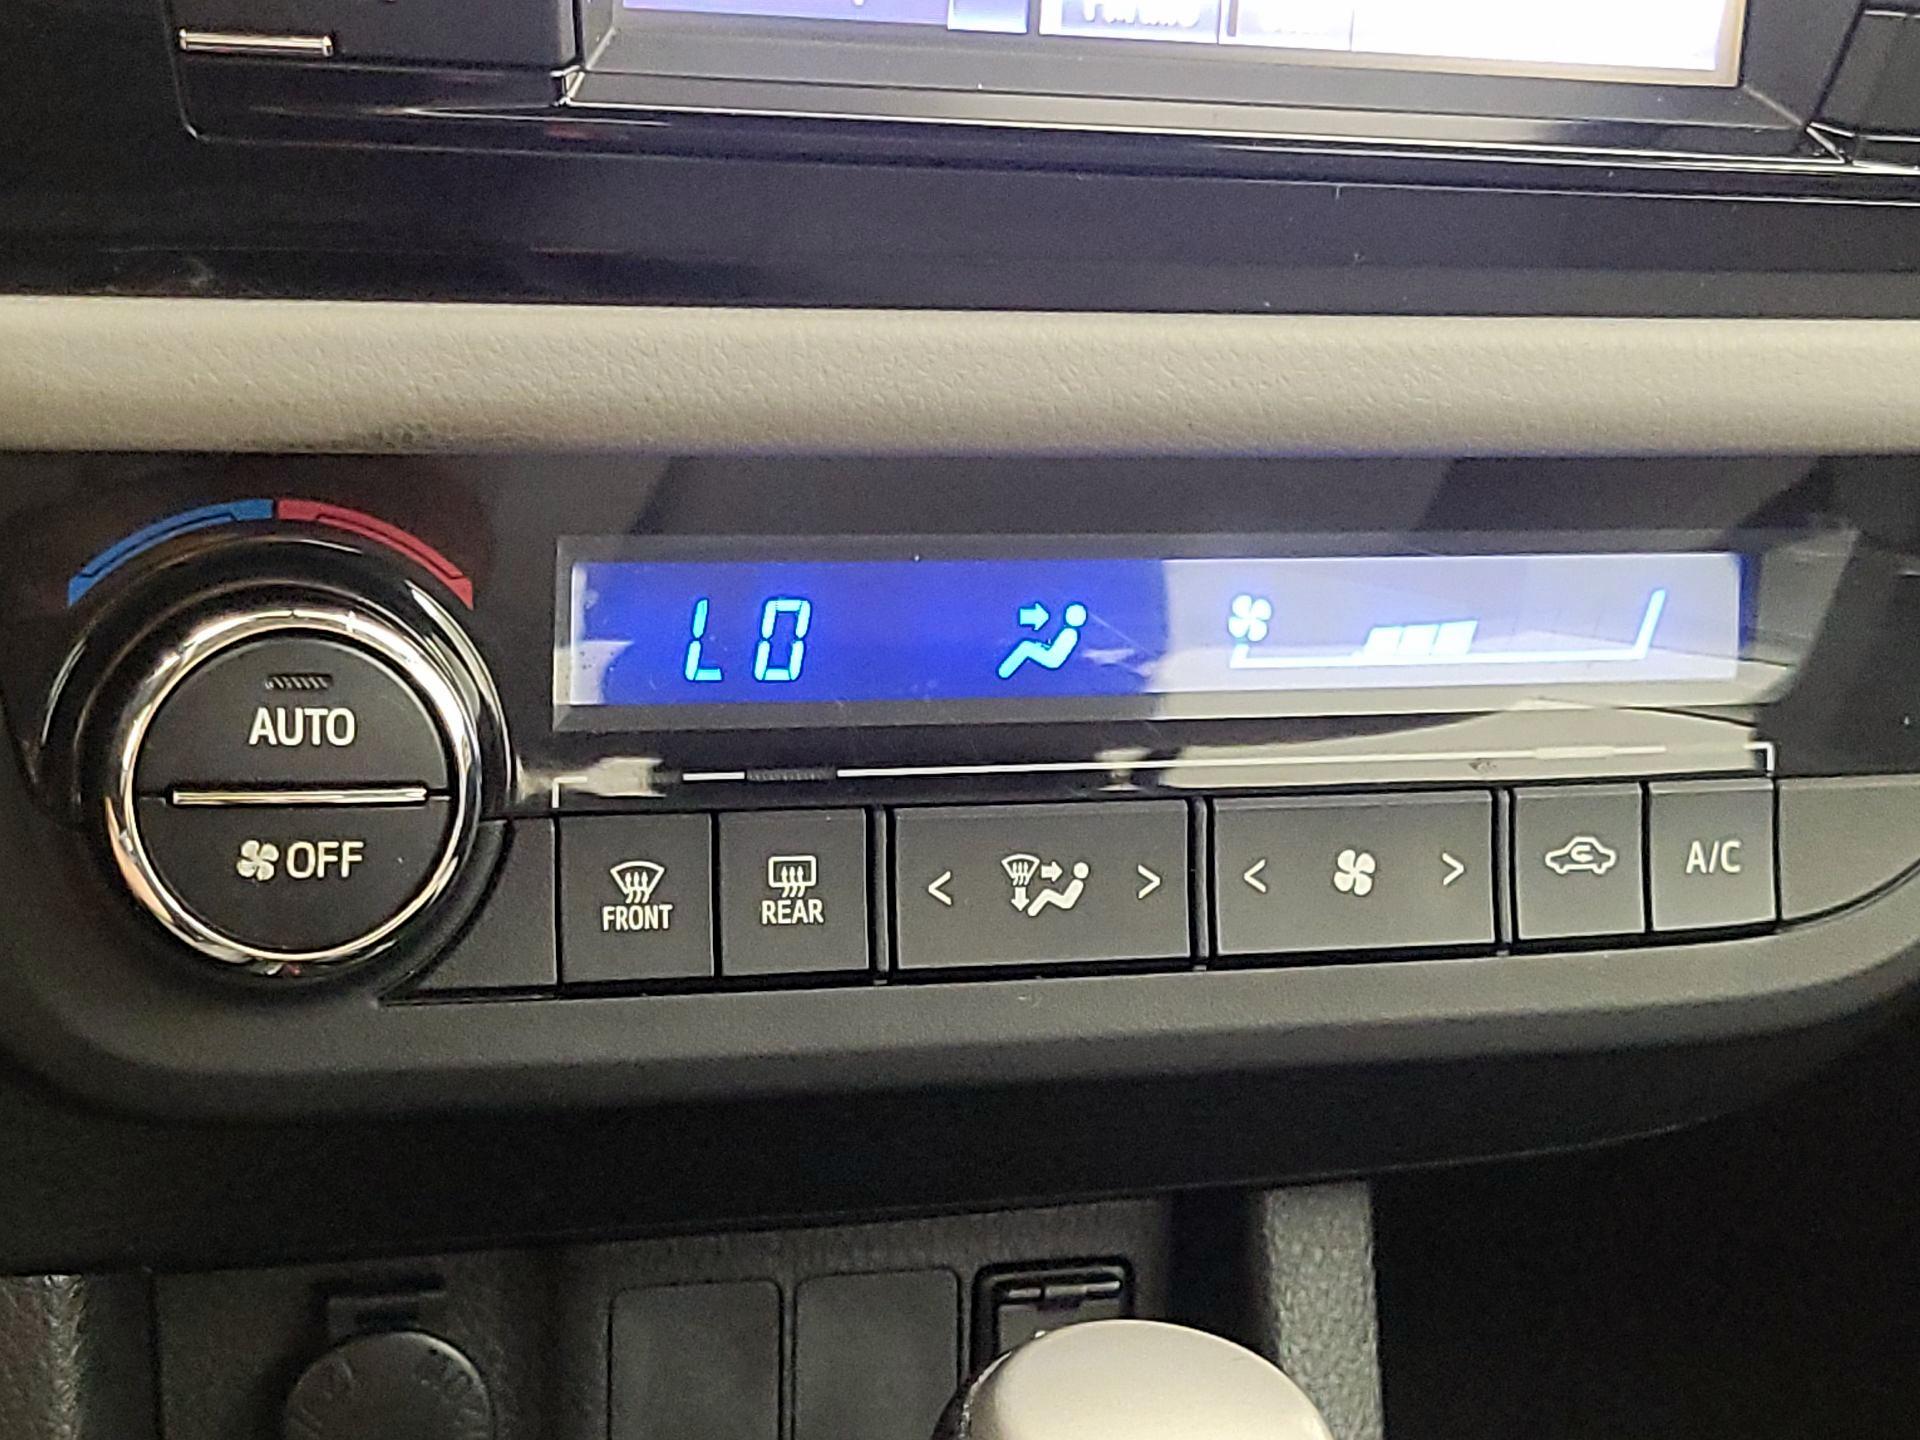 LO
AUTO
OFF
FRONT
REAR
< >
< >
A/C